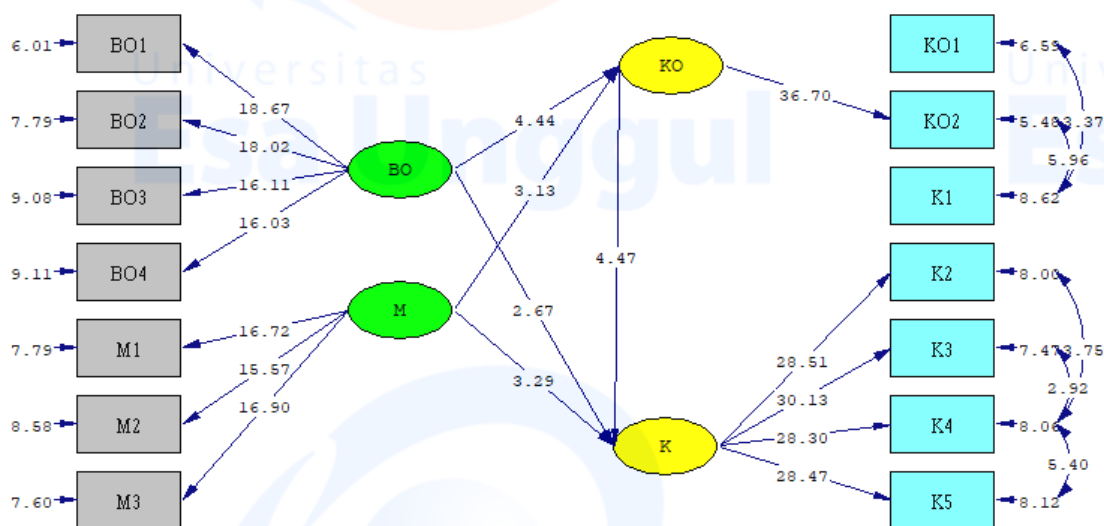 6.01 BO1
7.79 BO2
9.08 BO3
9.11 BO4
7.79 M1
8.58 M2
7.60 M3
18.67
18.02
16.11
16.03
16.72
15.57
16.90
BO
M
4.44
3.13
2.67
3.29
KO
4.47
K
36.70
28.51
30.13
28.30
28.47
KO1 6.59
KO2 5.48
K1 8.62
K2 8.00
K3 7.47
K4 8.06
K5 8.12
3.37
5.96
3.75
2.92
5.40
Universitas
Esa Unggul
Univ
Es